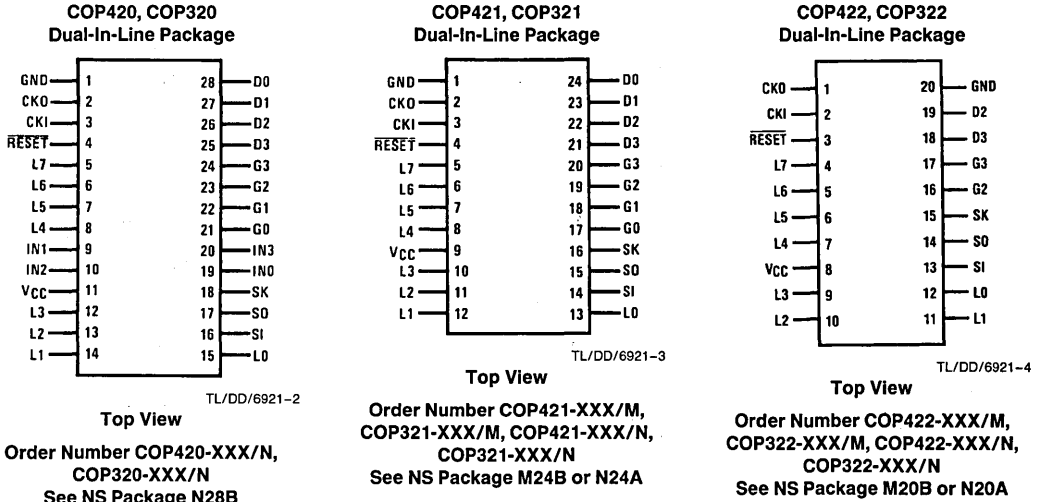 COP420, COP320
Dual-In-Line Package
GND 1 28 D0
CKO 2 27 D1
CKI 3 26 D2
RESET 4 25 D3
L7 5 24 G3
L6 6 23 G2
L5 7 22 G1
L4 8 21 G0
IN1 9 20 IN3
IN2 10 19 IN0
VCC 11 18 SK
L3 12 17 SO
L2 13 16 SI
L1 14 15 L0
TL/DD/6921-2
Top View
Order Number COP420-XXX/N,
COP320-XXX/N
See NS Package N28B
COP421, COP321
Dual-In-Line Package
GND 1 24 D0
CKO 2 23 D1
CKI 3 22 D2
RESET 4 21 D3
L7 5 20 G3
L6 6 19 G2
L5 7 18 G1
L4 8 17 G0
VCC 9 16 SK
L3 10 15 SO
L2 11 14 SI
L1 12 13 L0
TL/DD/6921-3
Top View
Order Number COP421-XXX/M,
COP321-XXX/M, COP421-XXX/N,
COP321-XXX/N
See NS Package M24B or N24A
COP422, COP322
Dual-In-Line Package
CKO 1 20 GND
CKI 2 19 D2
RESET 3 18 D3
L7 4 17 G3
L6 5 16 G2
L5 6 15 SK
L4 7 14 SO
VCC 8 13 SI
L3 9 12 L0
L2 10 11 L1
TL/DD/6921-4
Top View
Order Number COP422-XXX/M,
COP322-XXX/M, COP422-XXX/N,
COP322-XXX/N
See NS Package M20B or N20A